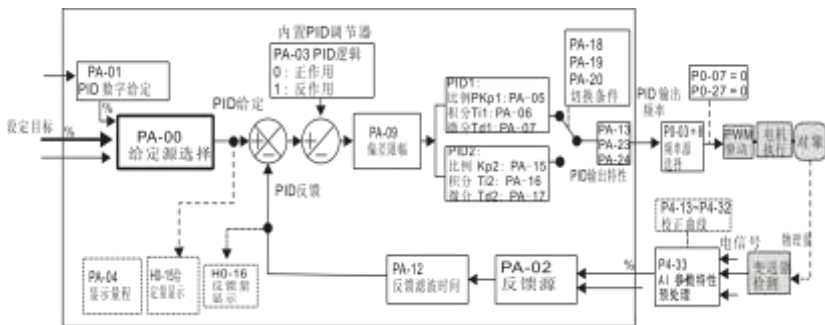 内置PID调节器
PA-01
PID 数字给定
PA-03 PID逻辑
0：正作用
1：反作用
PID1:
比例PKp1: PA-05
积分Ti1: PA-06
微分Td1: PA-07
PA-18
PA-19
PA-20
切换条件
PID 输出
频率
P0-07 = 0
P0-27 = 0
设定目标
%
%
PA-00
给定源选择
PID给定
PA-09
偏差限幅
PA-13
PA-23
PA-24
P0-03=8
频率源
选择
PWM
驱动
电机
执行
对象
PID2:
比例 Kp2: PA-15
积分 Ti2: PA-16
微分 Td2: PA-17
PID输出特性
PID反馈
PA-04
显示量程
H0-15给
定量显示
H0-16
反馈量
显示
PA-12
反馈滤波时间
PA-02
反馈源
%
P4-13~P4-32
校正曲线
电信号
物理量
P4-33
AI 参数特性
预处理
变送器
检测